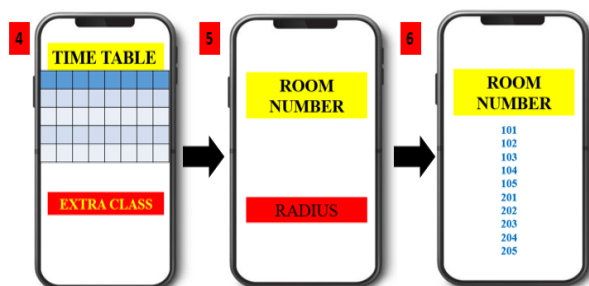 4
TIME TABLE
EXTRA CLASS
5
ROOM
NUMBER
RADIUS
6
ROOM
NUMBER
101
102
103
104
105
201
202
203
204
205